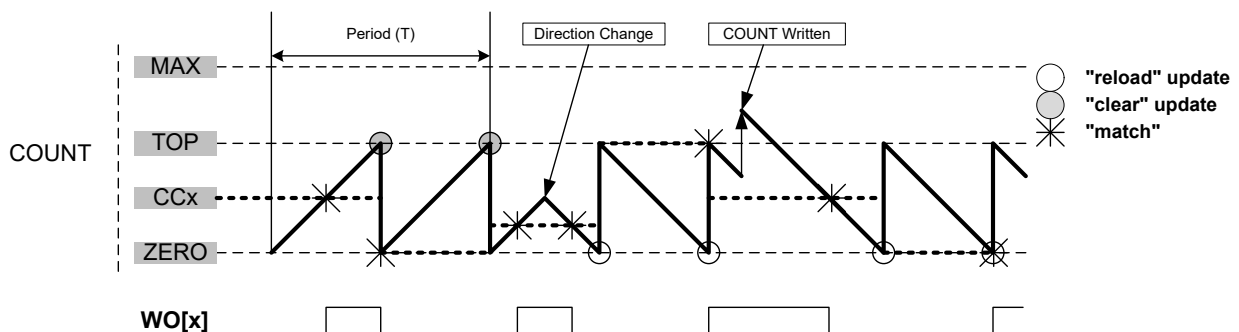 Period (T)
Direction Change
COUNT Written
MAX
"reload" update
"clear" update
"match"
COUNT
TOP
CCx
ZERO
WO[x]